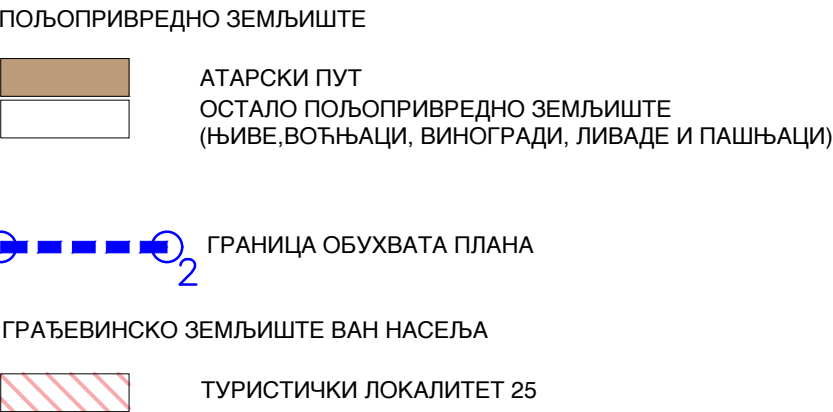 ПОЉОПРИВРЕДНО ЗЕМЉИШТЕ
АТАРСКИ ПУТ
ОСТАЛО ПОЉОПРИВРЕДНО ЗЕМЉИШТЕ
(ЊИВЕ,ВОЋЊАЦИ, ВИНОГРАДИ, ЛИВАДЕ И ПАШЊАЦИ)
2 ГРАНИЦА ОБУХВАТА ПЛАНА
ГРАЂЕВИНСКО ЗЕМЉИШТЕ ВАН НАСЕЉА
ТУРИСТИЧКИ ЛОКАЛИТЕТ 25